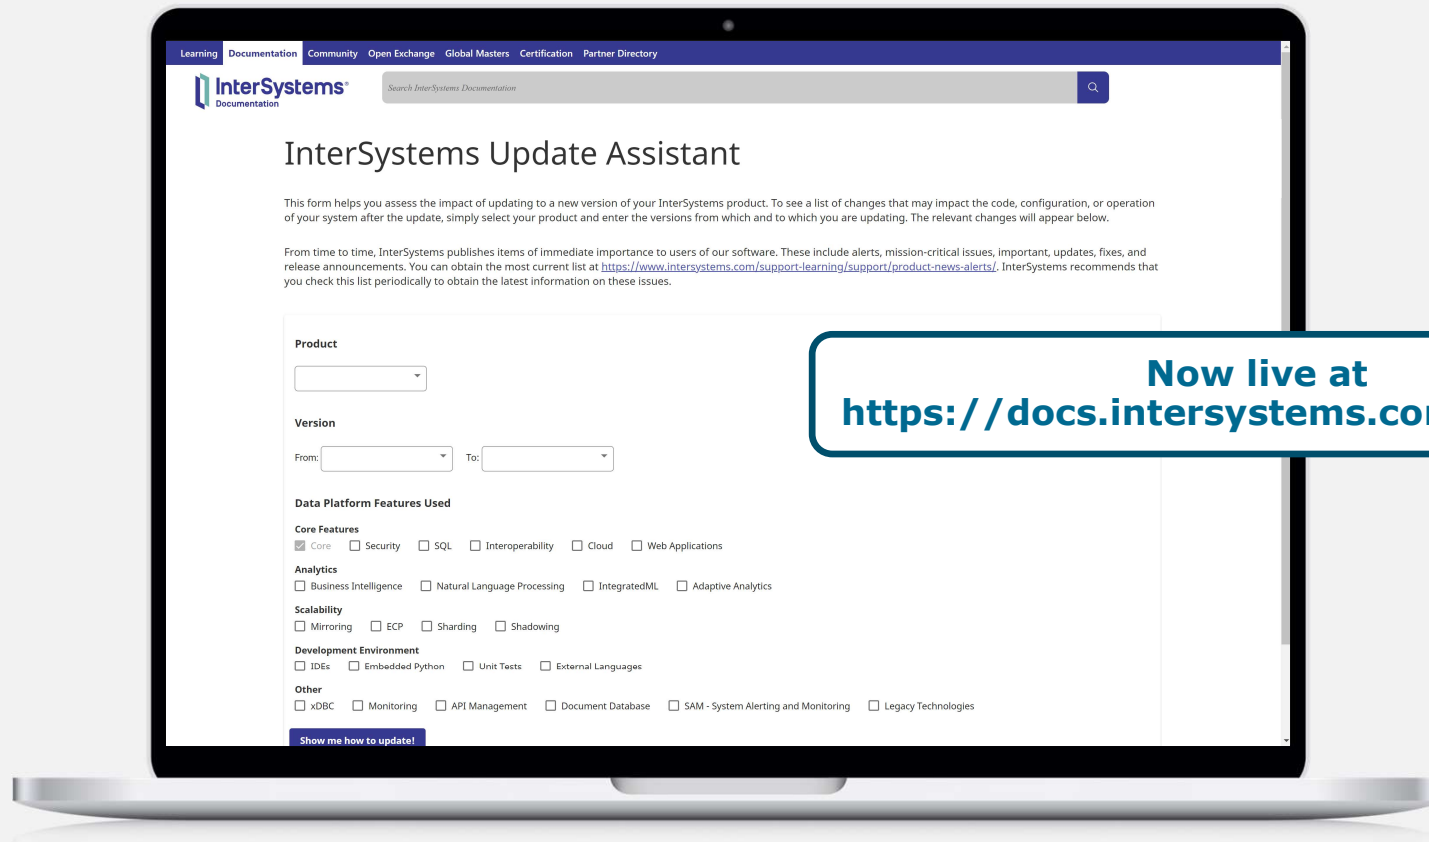 Learning Documentation Community Open Exchange Global Masters Certification Partner Directory
InterSystems®
Documentation
Search InterSystems Documentation
InterSystems Update Assistant
This form helps you assess the impact of updating to a new version of your InterSystems product. To see a list of changes that may impact the code, configuration, or operation
of your system after the update, simply select your product and enter the versions from which and to which you are updating. The relevant changes will appear below.
From time to time, InterSystems publishes items of immediate importance to users of our software. These include alerts, mission-critical issues, important, updates, fixes, and
release announcements. You can obtain the most current list at https://www.intersystems.com/support-learning/support/product-news-alerts/. InterSystems recommends that
you check this list periodically to obtain the latest information on these issues.
Product
Now live at
https://docs.intersystems.co
Version
From: To:
Data Platform Features Used
Core Features
Core Security SQL Interoperability Cloud Web Applications
Analytics
Business Intelligence Natural Language Processing IntegratedML Adaptive Analytics
Scalability
Mirroring ECP Sharding Shadowing
Development Environment
IDEs Embedded Python Unit Tests External Languages
Other
xDBC Monitoring API Management Document Database SAM - System Alerting and Monitoring Legacy Technologies
Show me how to update!